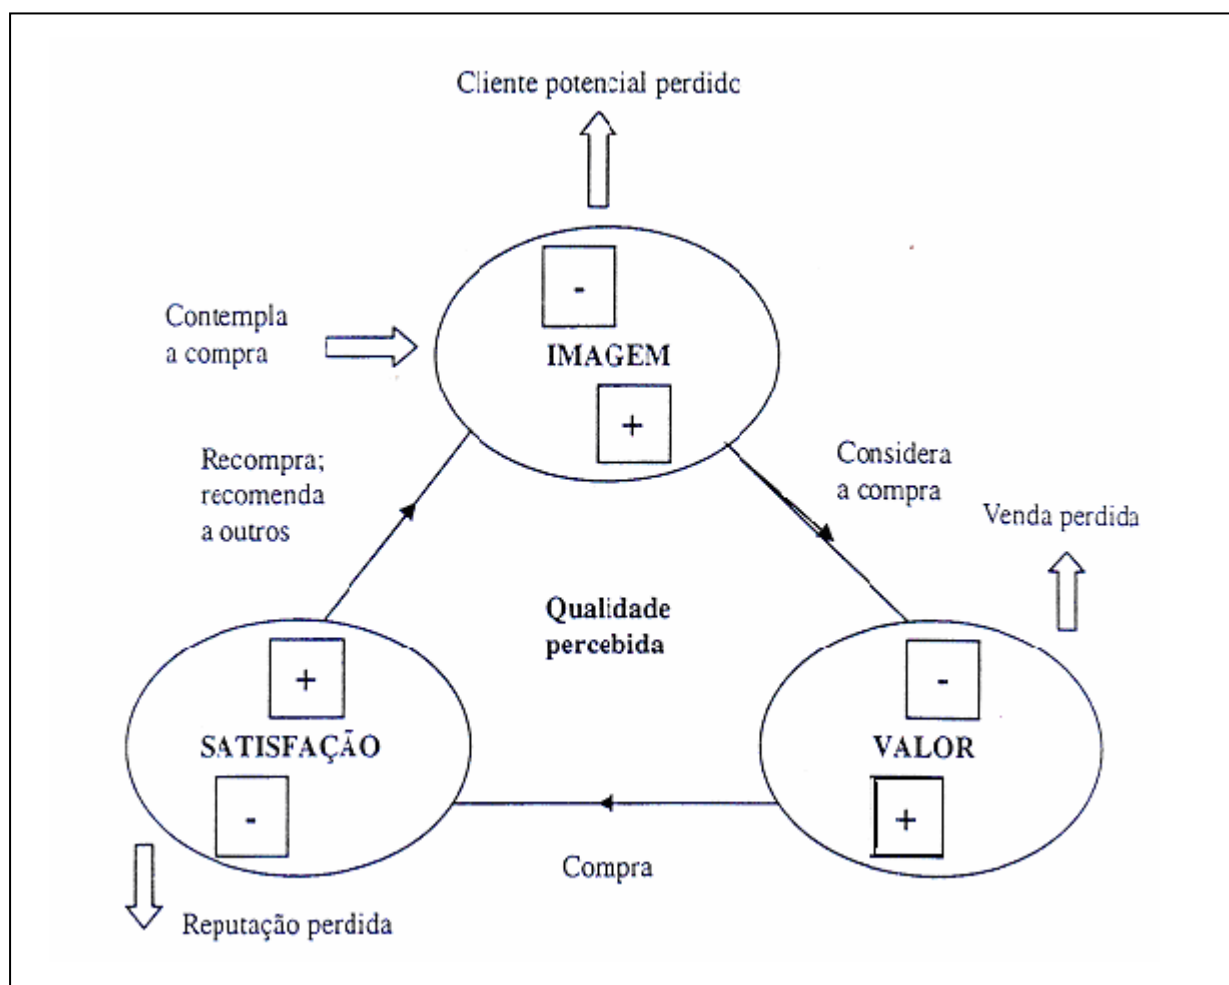 Cliente potencial perdido
-
Contempla
a compra
IMAGEM
+
Recompra;
recomenda
a outros
Considera
a compra
Venda perdida
Qualidade
percebida
+
SATISFAÇÃO
-
-
VALOR
+
Compra
Reputação perdida